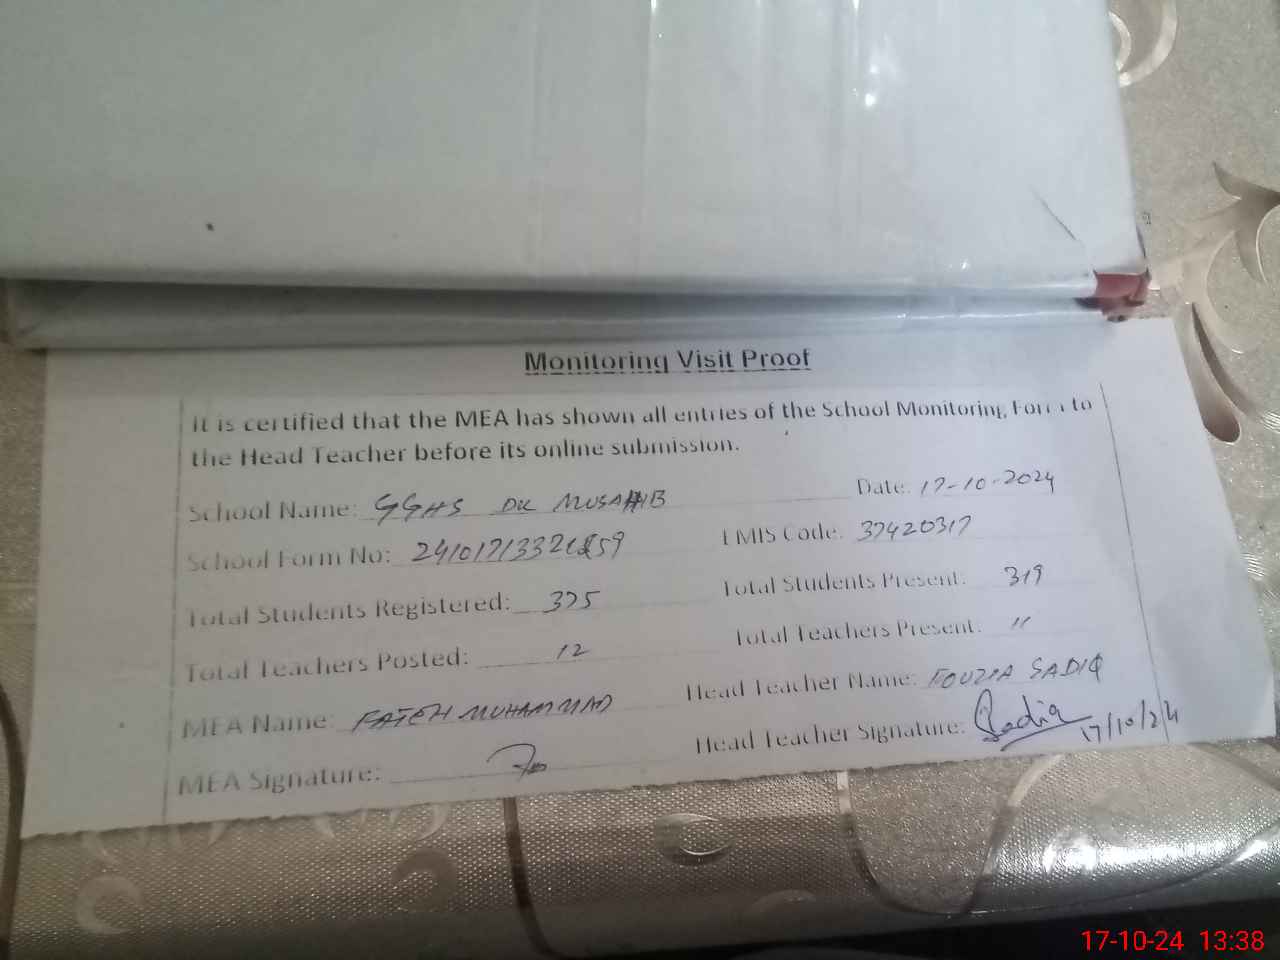 Monitoring Visit Proof
It is certified that the MEA has shown all entries of the School Monitoring Form to
the Head Teacher before its online submission.
School Name: GGHS DK MUSAHIB Date: 17-10-2024
School Form No: EMIS Code: 37420317
Total Students Registered: 375 Total Students Present: 319
Total Teachers Posted: 12 Total Teachers Present: 11
MEA Name: FATEH MUHAMMAD Head Teacher Name: FOUZIA SADIQ
MEA Signature: Head Teacher Signature: Sadia 17/10/24
17-10-24 13:38